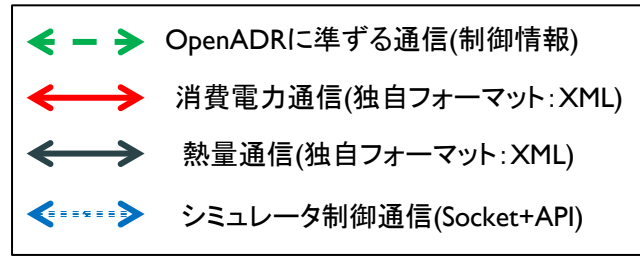 OpenADRに準ずる通信(制御情報)
消費電力通信(独自フォーマット:XML)
熱量通信(独自フォーマット:XML)
シミュレータ制御通信(Socket+API)